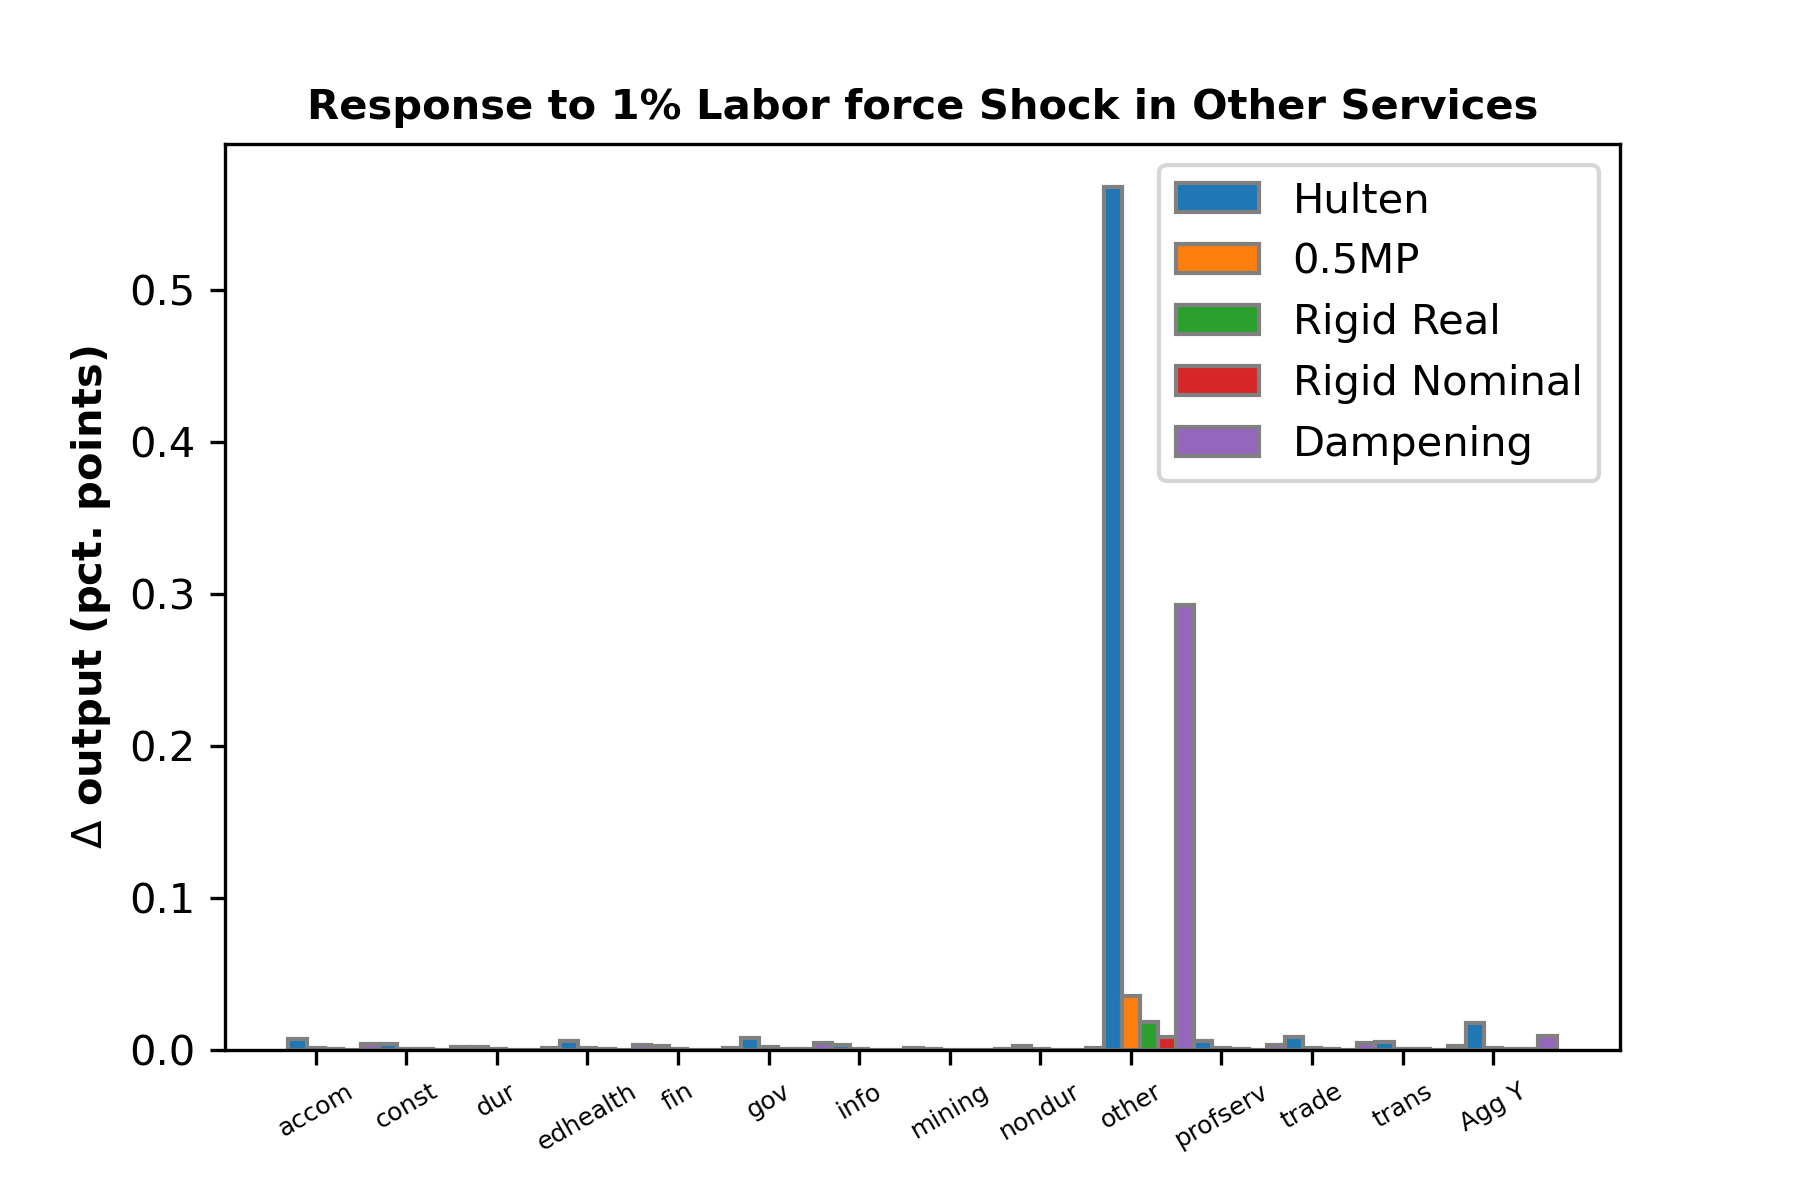 Response to 1% Labor force Shock in Other Services
Δ output (pct. points)
0.5
0.4
0.3
0.2
0.1
0.0
Hulten
0.5MP
Rigid Real
Rigid Nominal
Dampening
accom
const
dur
edhealth
fin
gov
info
mining
nondur
other
profserv
trade
trans
Agg Y